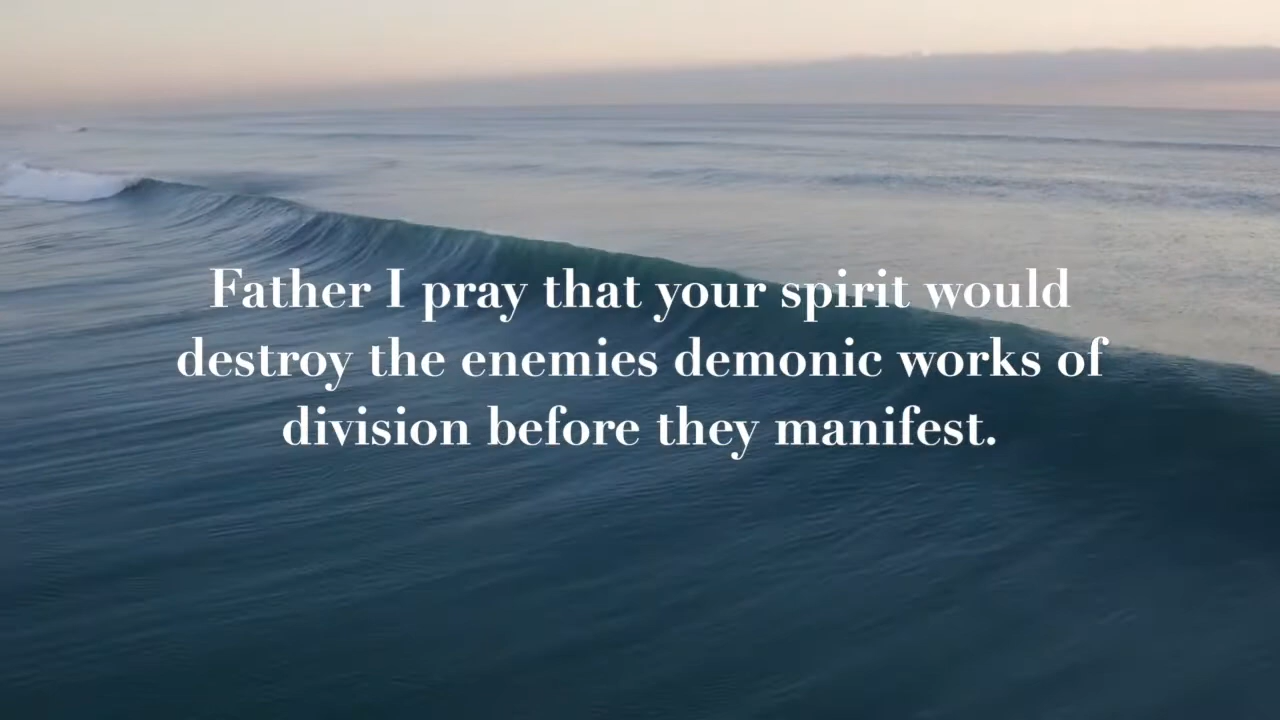 Father I pray that your spirit would
destroy the enemies demonic works of
division before they manifest.